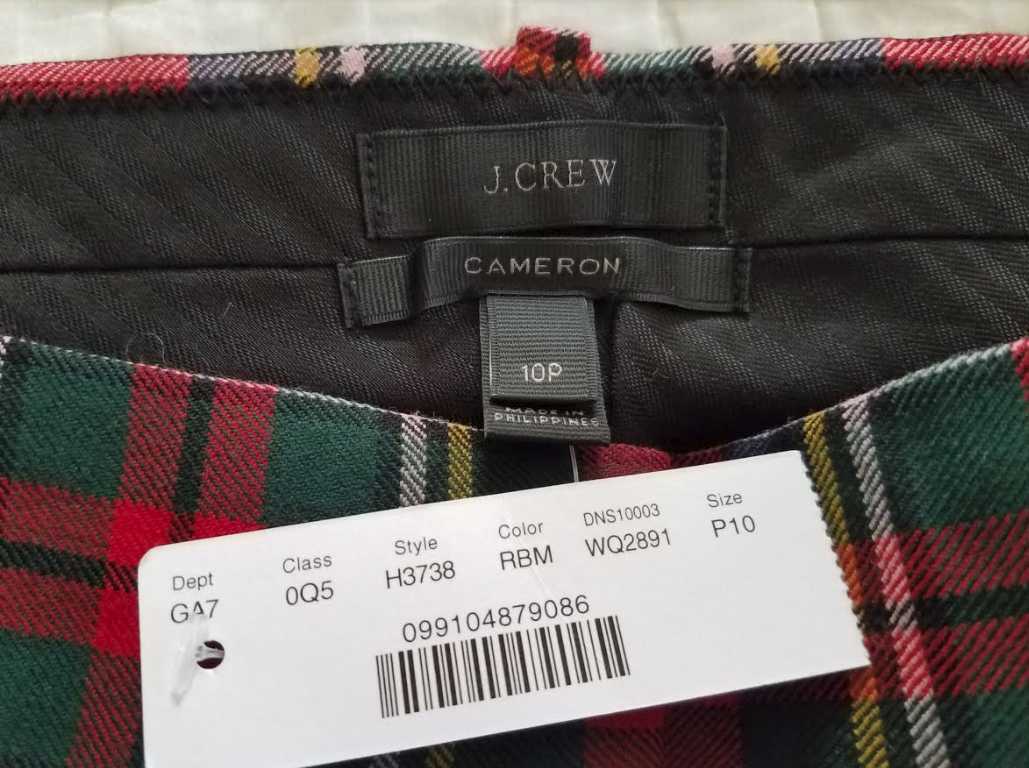 J.CREW
CAMERON
10P
MADE IN
PHILIPPINES
Dept Class Style Color DNS10003 Size
GA7 0Q5 H3738 RBM WQ2891 P10
099104879086